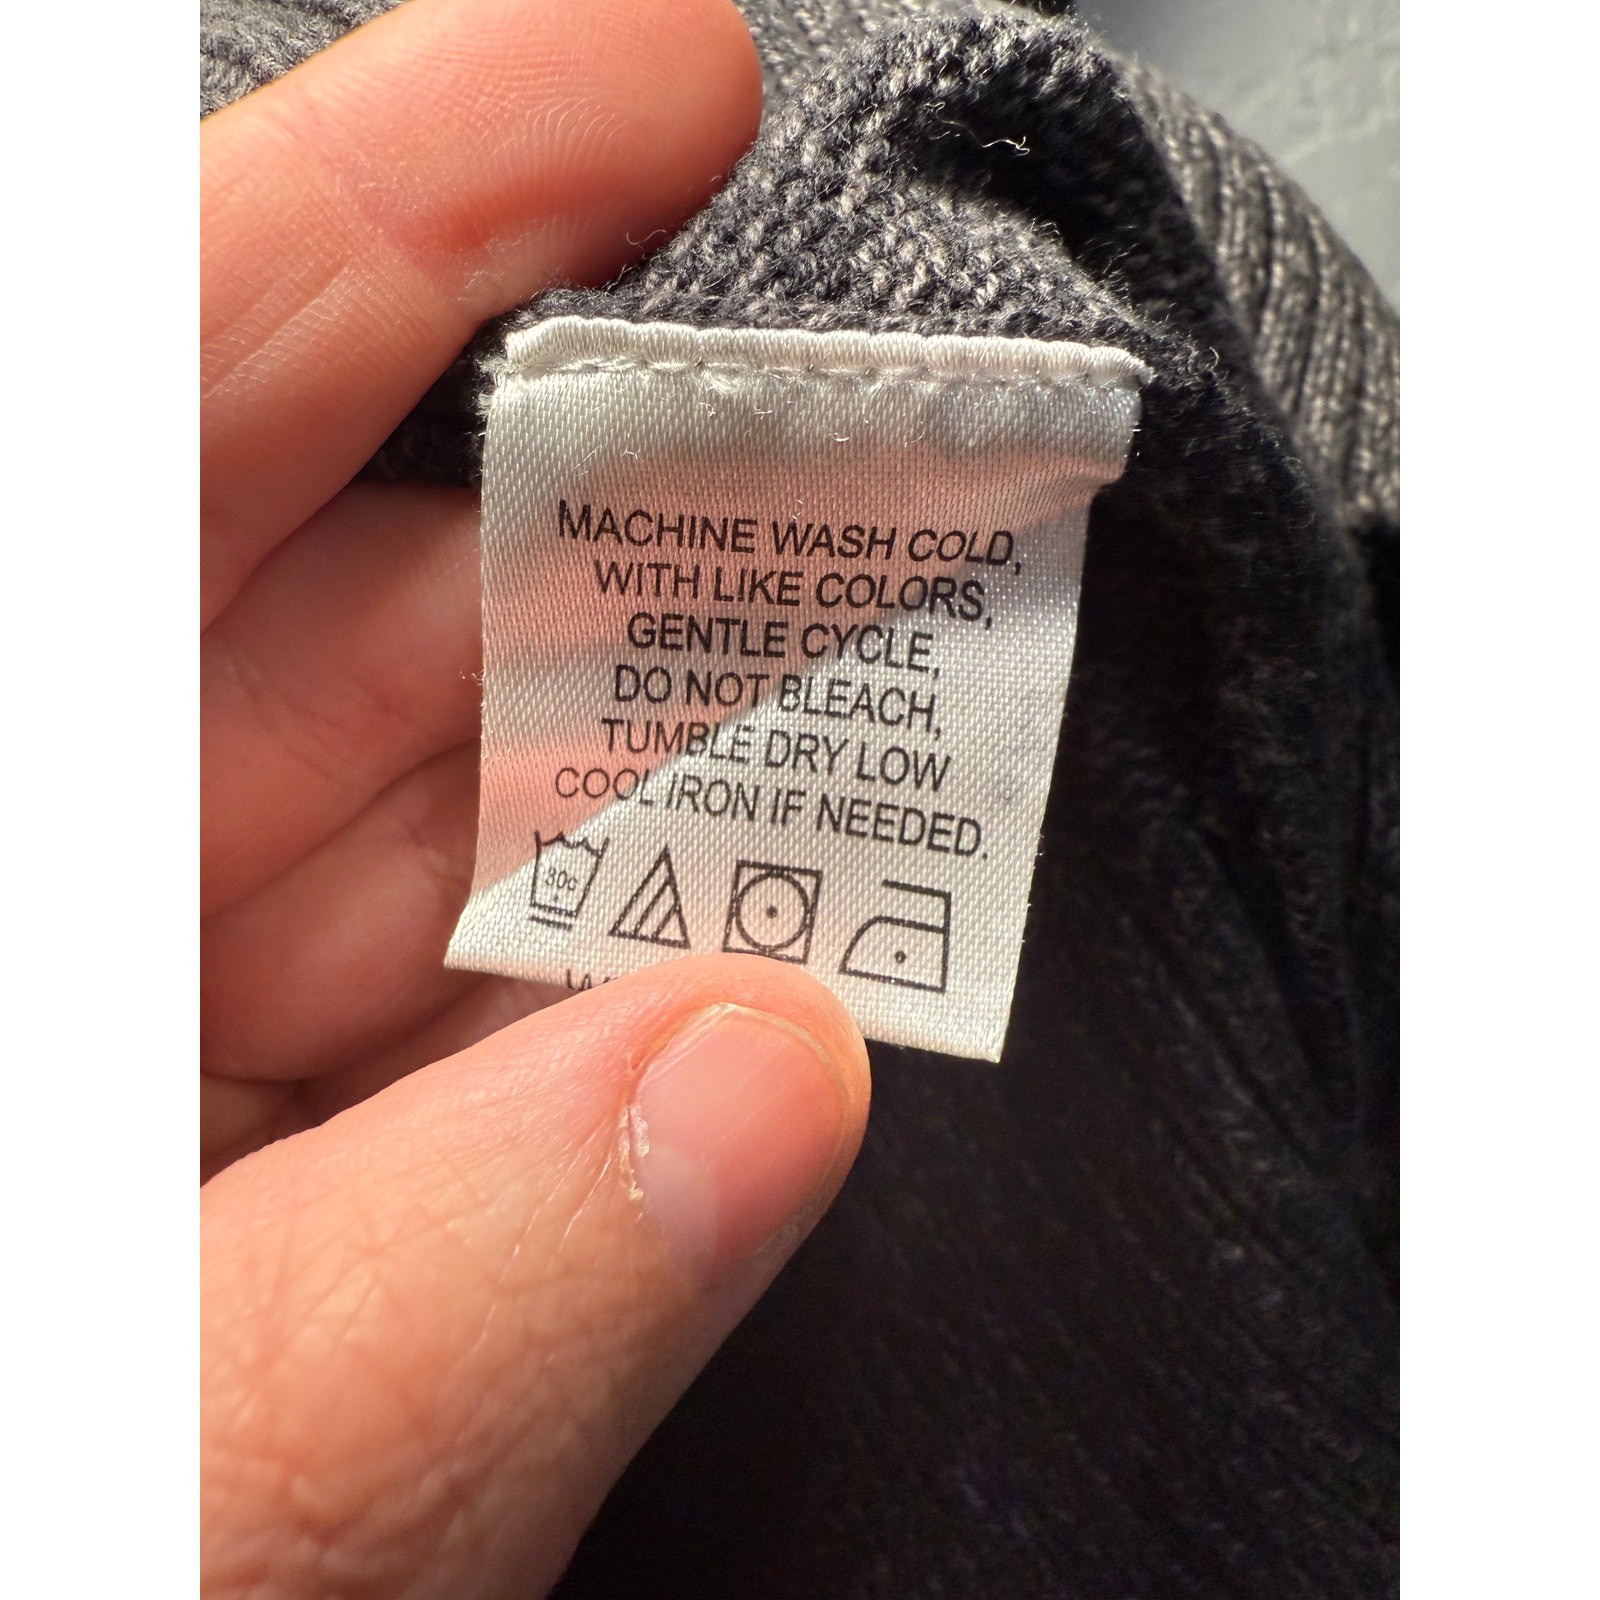 MACHINE WASH COLD,
WITH LIKE COLORS,
GENTLE CYCLE,
DO NOT BLEACH,
TUMBLE DRY LOW
COOL IRON IF NEEDED.
30c